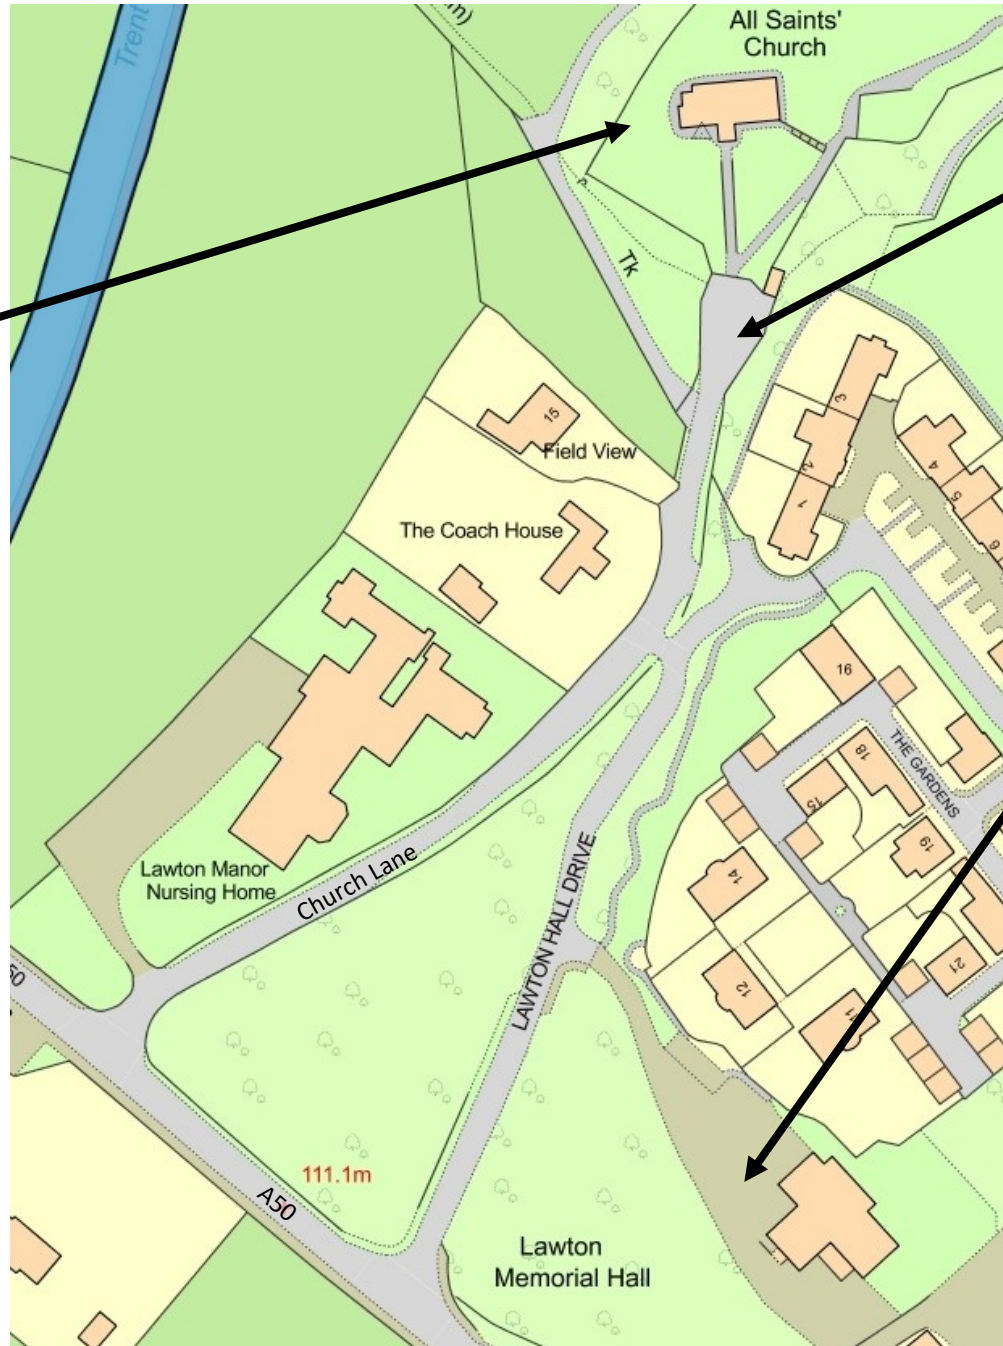 Trent
m)
All Saints'
Church
Tk
15
Field View
The Coach House
3
2
1
4
5
6
16
THE GARDENS
18
15
19
14
21
12
11
Lawton Manor
Nursing Home
Church Lane
LAWTON HALL DRIVE
50
111.1m
A50
Lawton
Memorial Hall